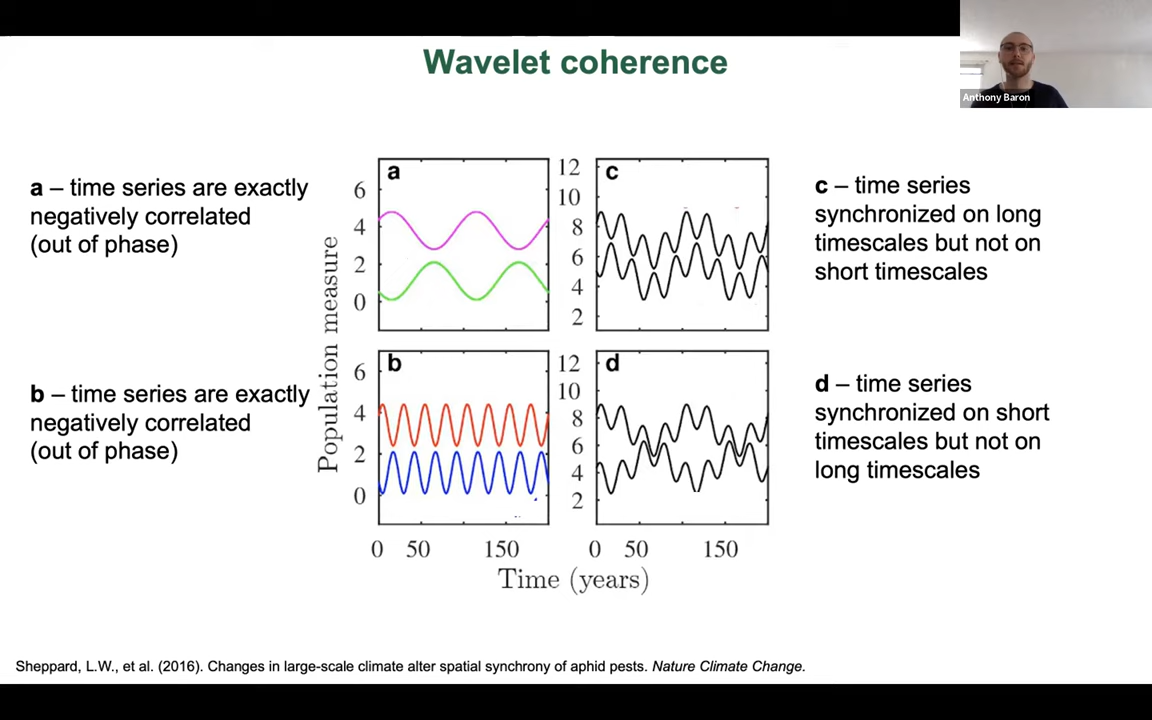 Wavelet coherence
Anthony Baron
a – time series are exactly
negatively correlated
(out of phase)
b – time series are exactly
negatively correlated
(out of phase)
Population measure
a
6
4
2
0
b
6
4
2
0
0 50 150
c
12
10
8
6
4
2
d
12
10
8
6
4
2
0 50 150
Time (years)
c – time series
synchronized on long
timescales but not on
short timescales
d – time series
synchronized on short
timescales but not on
long timescales
Sheppard, L.W., et al. (2016). Changes in large-scale climate alter spatial synchrony of aphid pests. Nature Climate Change.